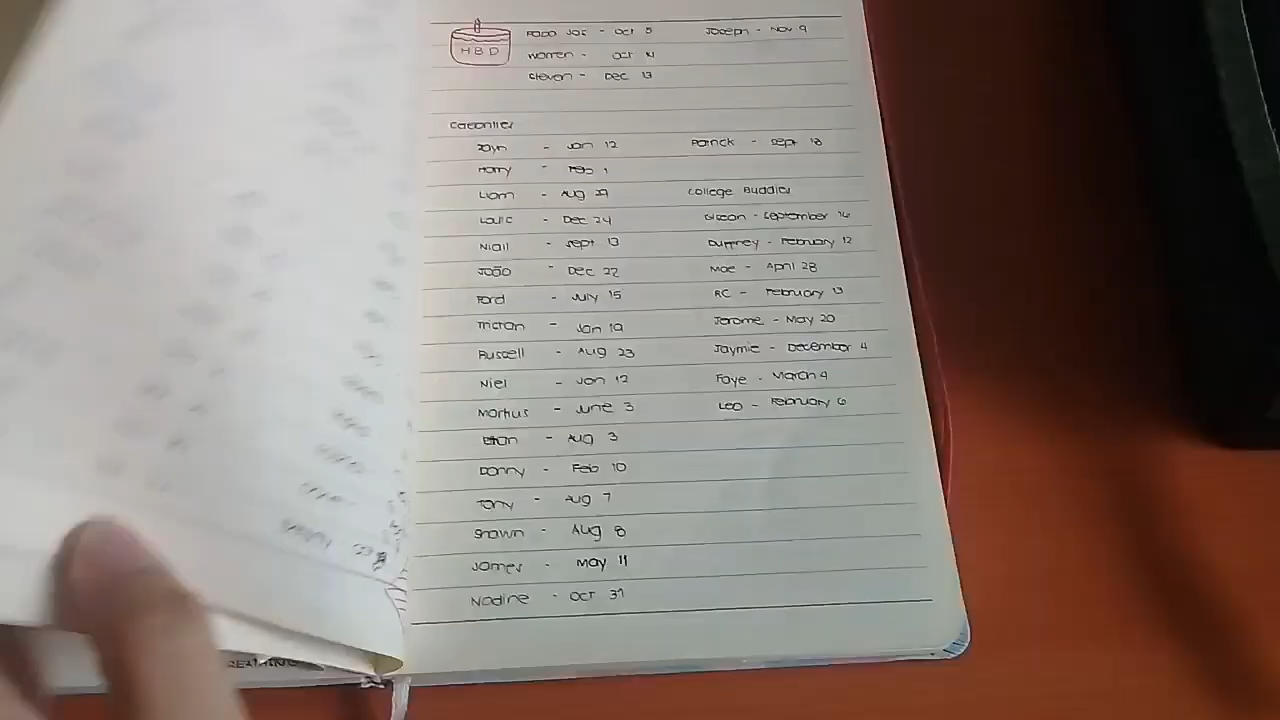 HBD
Jos - Oct 5
Joseph - Nov 9
Warren - Oct
Steven - Dec 13
Zayn - Jan 12
Harry - Feb 1
Liam - Aug 29
Louis - Dec 24
Niall - Sept 13
João - Dec 22
Ford - July 15
Tristan - Jan 19
Russell - Aug 23
Niel - Jan 12
Markus - June 3
- Aug 3
Danny - Feb 10
Tony - Aug 7
Shawn - Aug 8
James - May 11
Nadine - Oct 31
Patrick - Sept 18
College Buddies
- September 16
- February 12
Mae - April 28
RC - February 13
Jerome - May 20
Jaymie - December 4
Faye - March 4
Leo - February 6